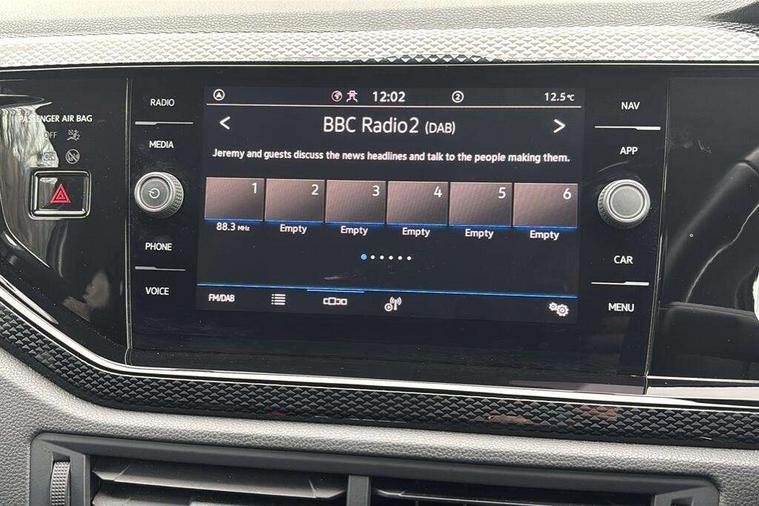 PASSENGER AIR BAG
OFF
RADIO
MEDIA
PHONE
VOICE
A
12:02
2
12.5°C
BBC Radio2 (DAB)
Jeremy and guests discuss the news headlines and talk to the people making them.
1 2 3 4 5 6
88.3 MHz Empty Empty Empty Empty Empty
FM/DAB
NAV
APP
CAR
MENU